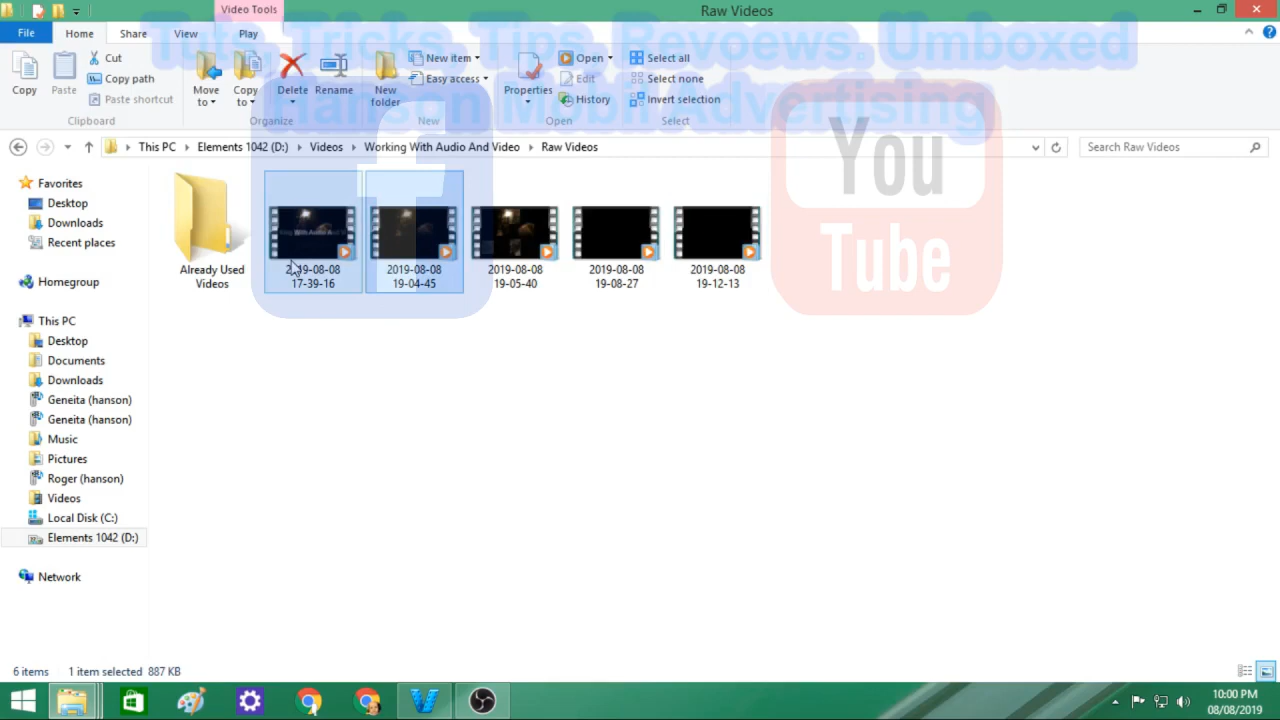 Video Tools
Raw Videos
File
Home
Share
View
Play
Tuts, Tricks, Tips, Revpews, Unboxed
Copy
Paste
Cut
Copy path
Paste shortcut
Clipboard
Move to
Copy to
Delete
Rename
Organize
New folder
New item
Easy access
New
Properties
Open
Edit
History
Open
Select all
Select none
Invert selection
Select
This PC
Elements 1042 (D:)
Videos
Working With Audio And Video
Raw Videos
Search Raw Videos
You
Tube
Favorites
Desktop
Downloads
Recent places
Homegroup
This PC
Desktop
Documents
Downloads
Geneita (hanson)
Geneita (hanson)
Music
Pictures
Roger (hanson)
Videos
Local Disk (C:)
Elements 1042 (D:)
Network
Already Used
Videos
2019-08-08
17-39-16
2019-08-08
19-04-45
2019-08-08
19-05-40
2019-08-08
19-08-27
2019-08-08
19-12-13
6 items
1 item selected 887 KB
10:00 PM
08/08/2019